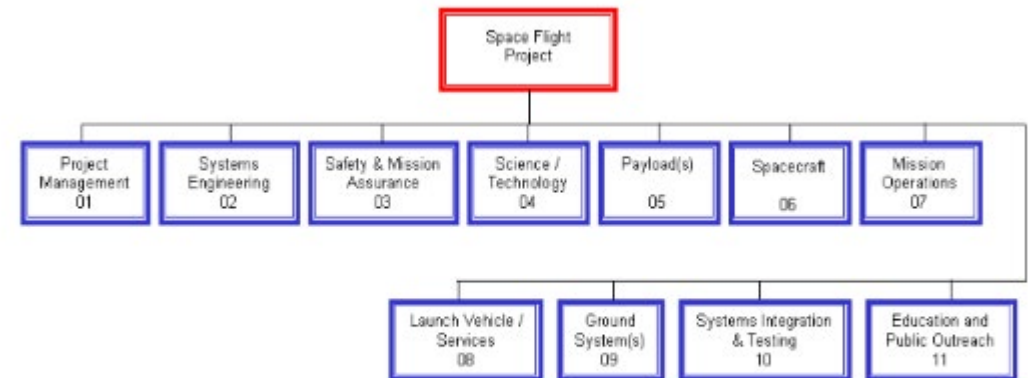 Space Flight
Project
Project
Management
01
Systems
Engineering
02
Safety & Mission
Assurance
03
Science /
Technology
04
Payload(s)
05
Spacecraft
06
Mission
Operations
07
Launch Vehicle /
Services
08
Ground
System(s)
09
Systems Integration
& Testing
10
Education and
Public Outreach
11